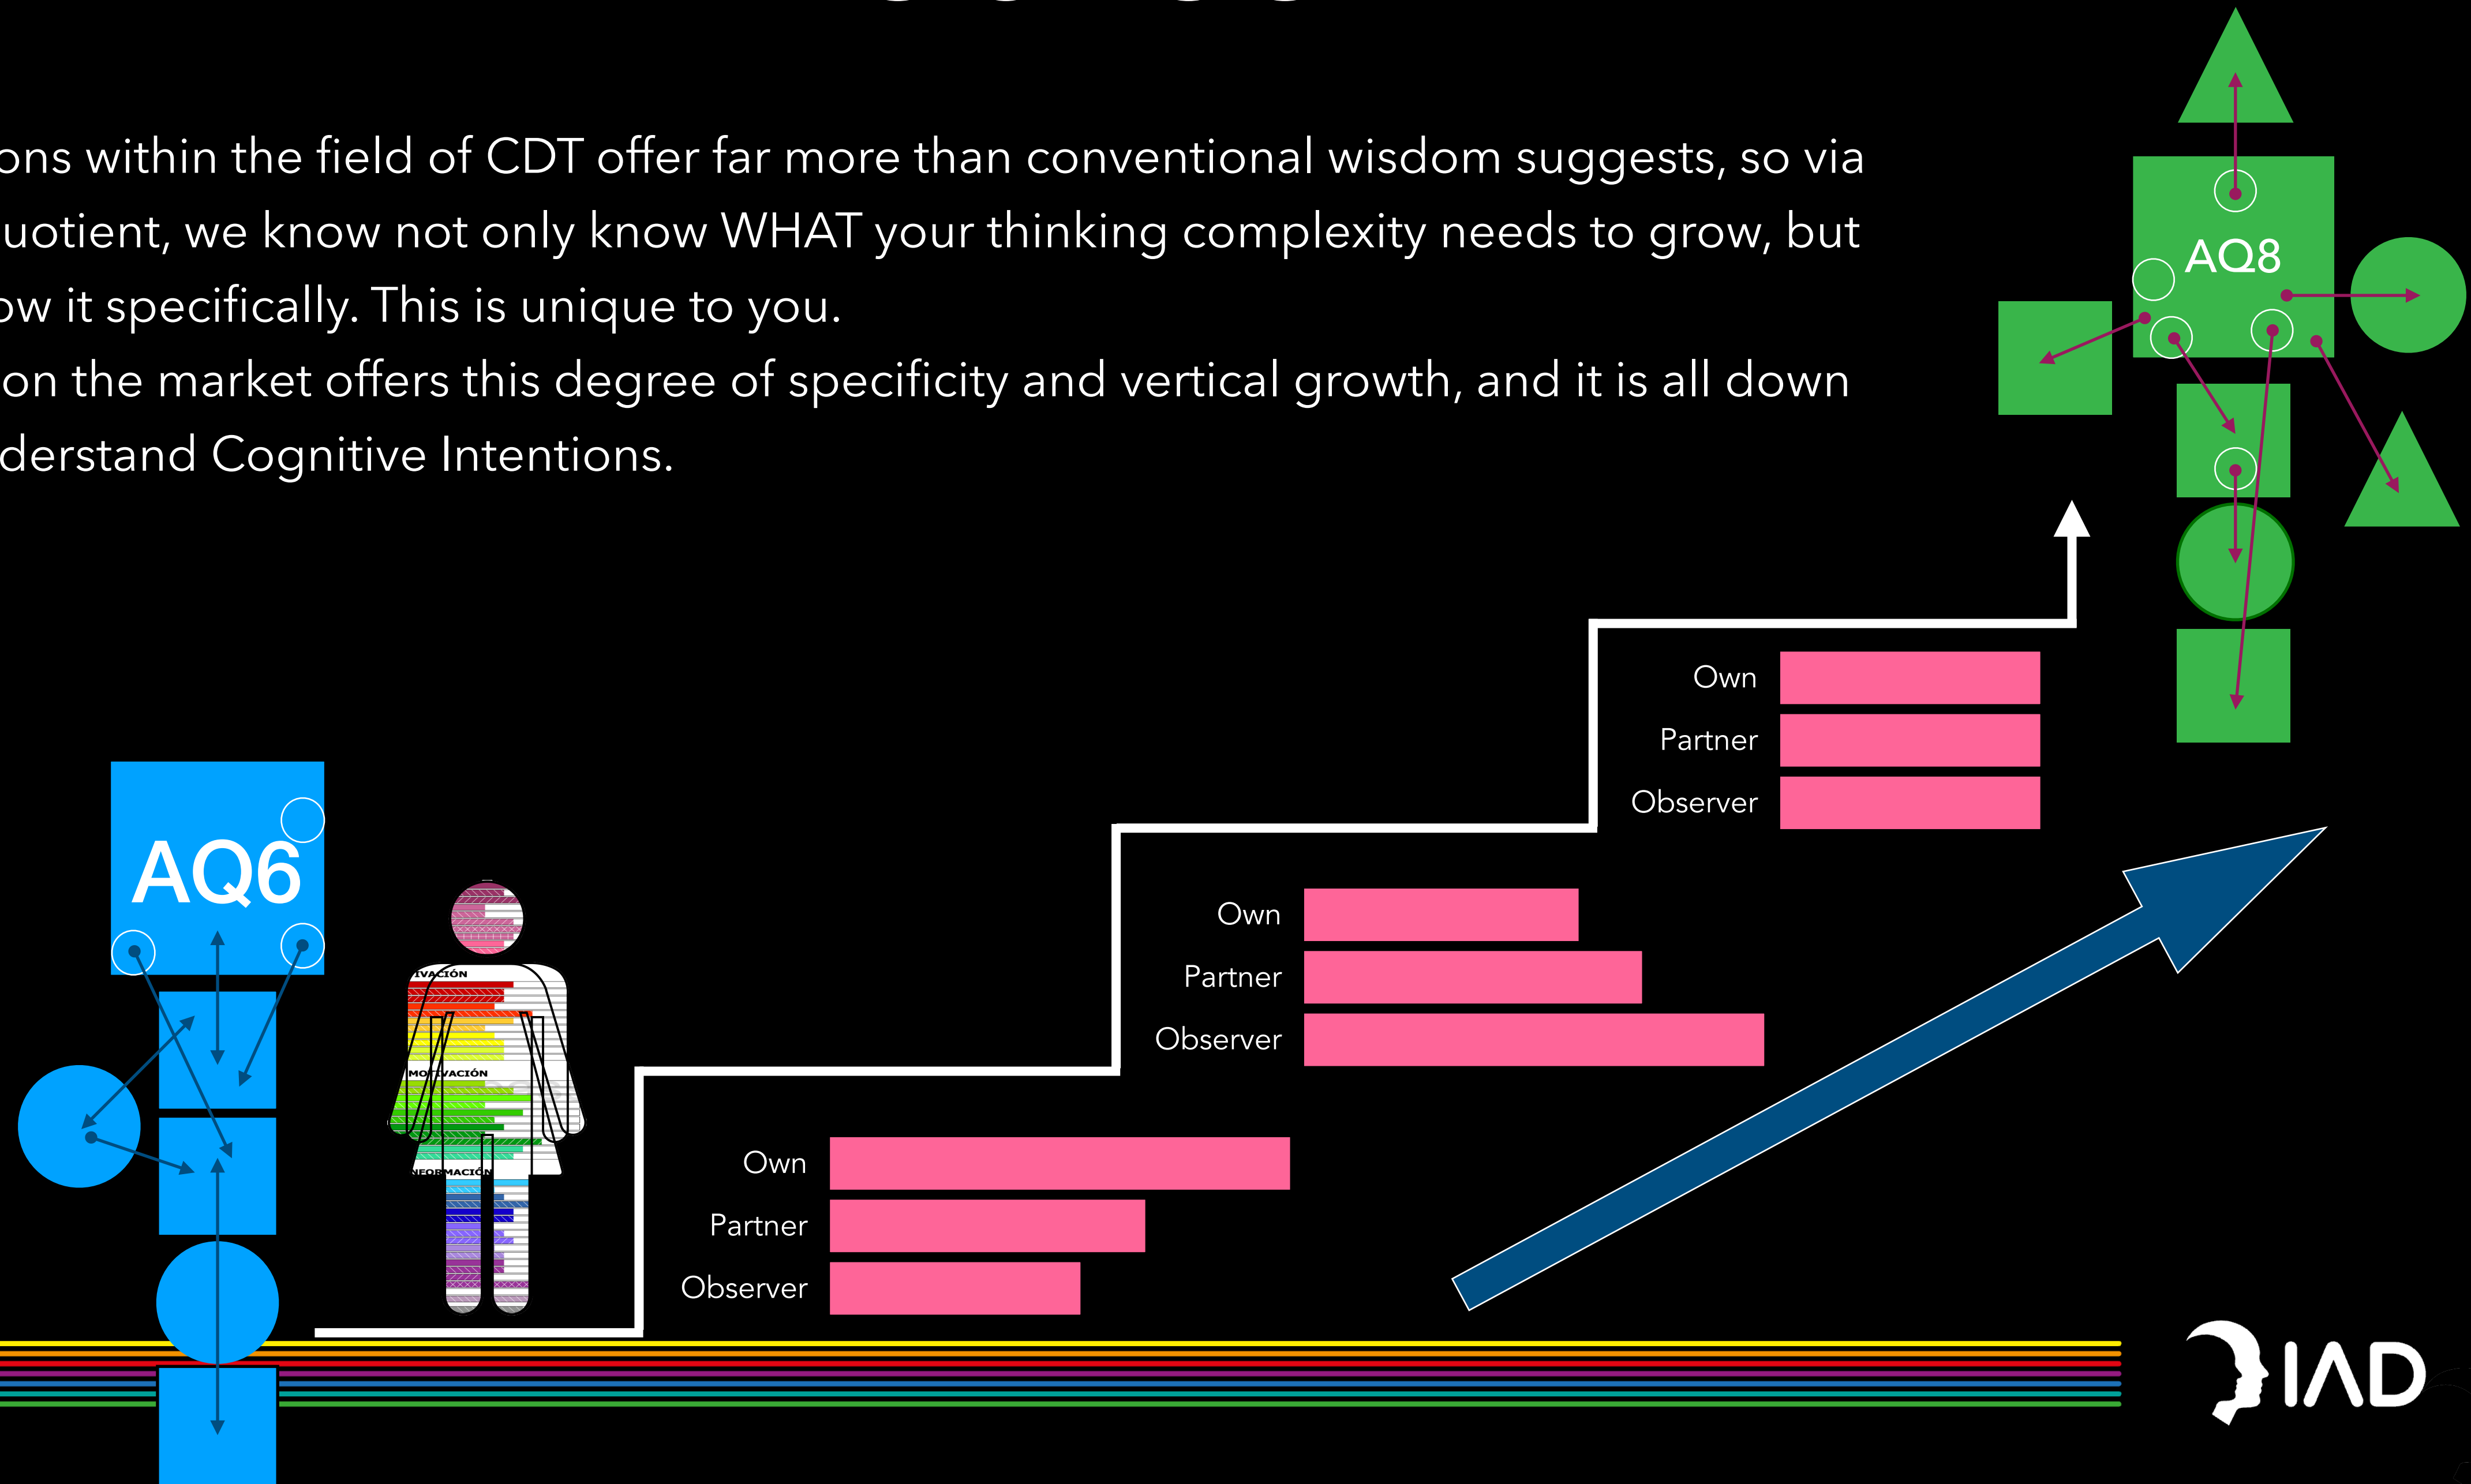 ons within the field of CDT offer far more than conventional wisdom suggests, so via
uotient, we know not only know WHAT your thinking complexity needs to grow, but
ow it specifically. This is unique to you.
on the market offers this degree of specificity and vertical growth, and it is all down
derstand Cognitive Intentions.
AQ8
Own
Partner
Observer
AQ6
Own
Partner
Observer
IVACIÓN
MOTIVACIÓN
NFORMACIÓN
Own
Partner
Observer
IAD